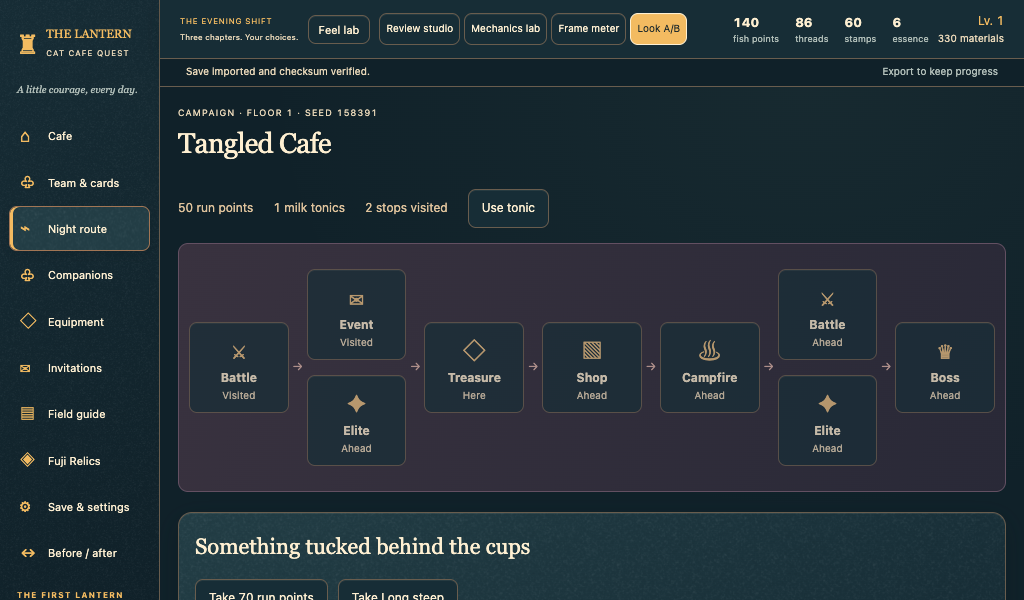 THE LANTERN
CAT CAFE QUEST
A little courage, every day.
Cafe
Team & cards
Night route
Companions
Equipment
Invitations
Field guide
Fuji Relics
Save & settings
Before / after
THE FIRST LANTERN
THE EVENING SHIFT
Three chapters. Your choices.
Feel lab
Review studio
Mechanics lab
Frame meter
Look A/B
140
fish points
86
threads
60
stamps
6
essence
Lv. 1
330 materials
Save imported and checksum verified.
Export to keep progress
CAMPAIGN · FLOOR 1 · SEED 158391
Tangled Cafe
50 run points
1 milk tonics
2 stops visited
Use tonic
Battle
Visited
Event
Visited
Elite
Ahead
Treasure
Here
Shop
Ahead
Campfire
Ahead
Battle
Ahead
Elite
Ahead
Boss
Ahead
Something tucked behind the cups
Take 70 run points
Take Long steep